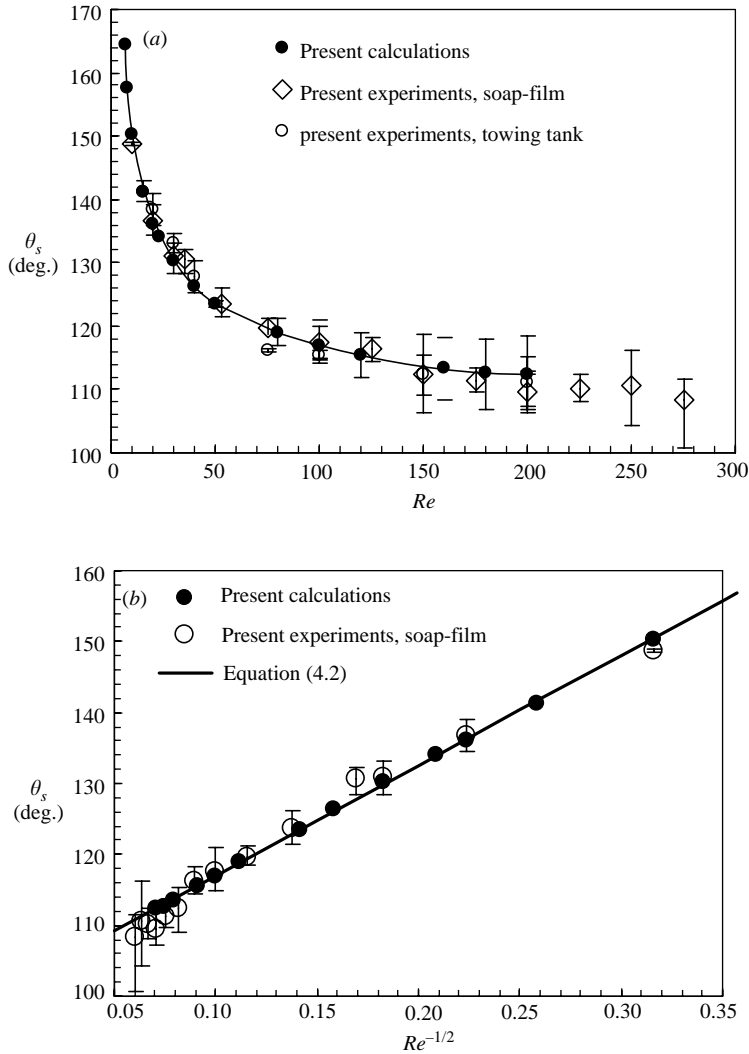 170
(a)
Present calculations
160
Present experiments, soap-film
150
present experiments, towing tank
140
θs
(deg.)
130
120
110
100
0 50 100 150 200 250 300
Re
160
(b)
Present calculations
Present experiments, soap-film
150
Equation (4.2)
140
130
θs
(deg.)
120
110
100
0.05 0.10 0.15 0.20 0.25 0.30 0.35
Re–1/2